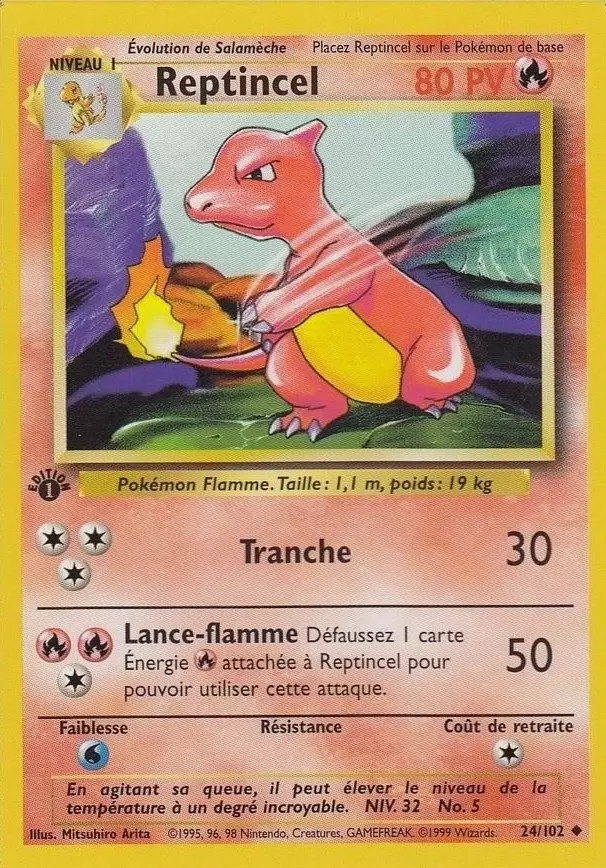 Évolution de Salamèche Placez Reptincel sur le Pokémon de base
NIVEAU I
Reptincel 80 PV
EDITION
1
Pokémon Flamme. Taille : 1,1 m, poids : 19 kg
Tranche 30
Lance-flamme Défaussez 1 carte
Énergie attachée à Reptincel pour
pouvoir utiliser cette attaque.
50
Faiblesse Résistance Coût de retraite
En agitant sa queue, il peut élever le niveau de la
température à un degré incroyable. NIV. 32 No. 5
Illus. Mitsuhiro Arita ©1995, 96, 98 Nintendo, Creatures, GAMEFREAK. ©1999 Wizards. 24/102